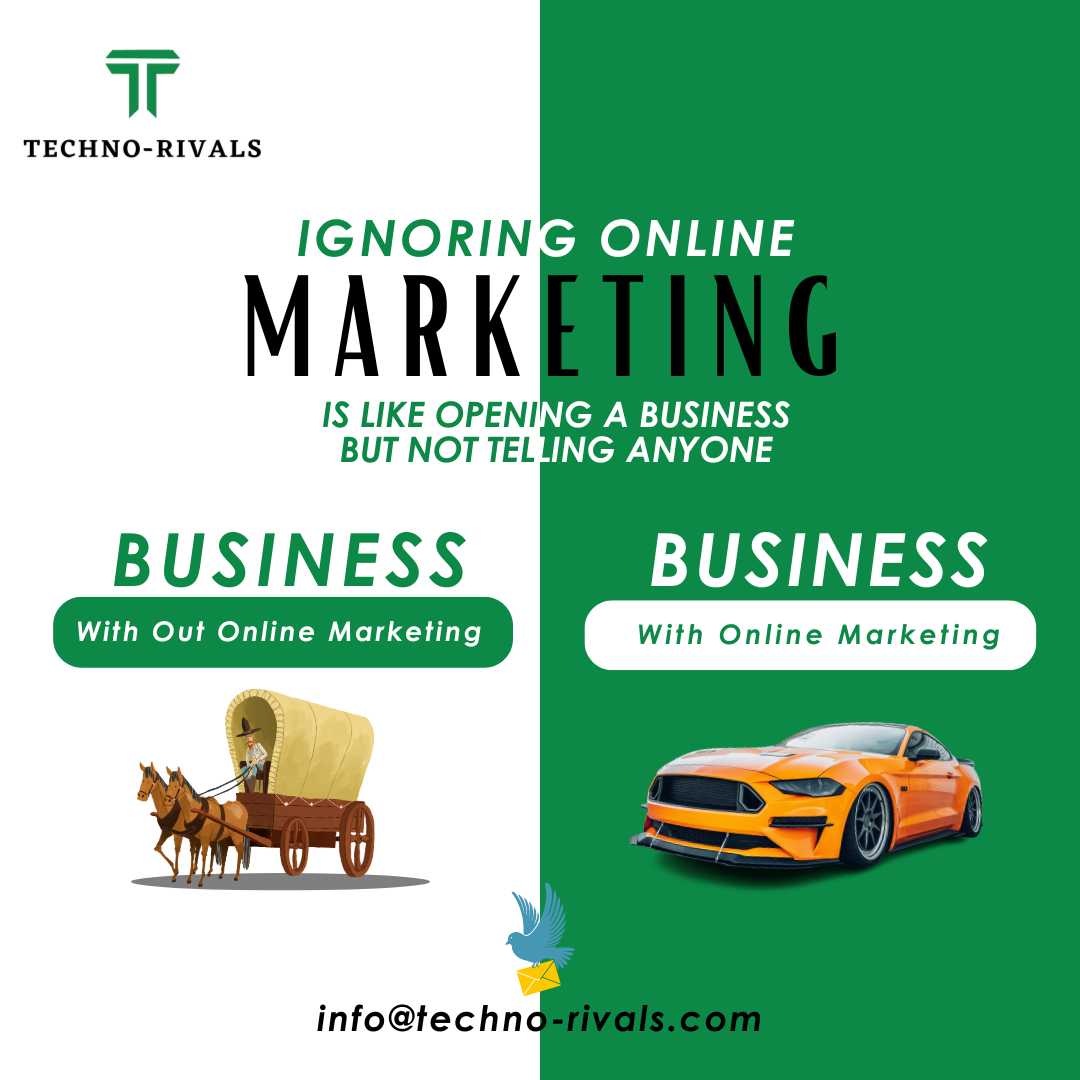 TECHNO-RIVALS
IGNORING ONLINE
MARKETING
IS LIKE OPENING A BUSINESS
BUT NOT TELLING ANYONE
BUSINESS
With Out Online Marketing
BUSINESS
With Online Marketing
info@techno-rivals.com